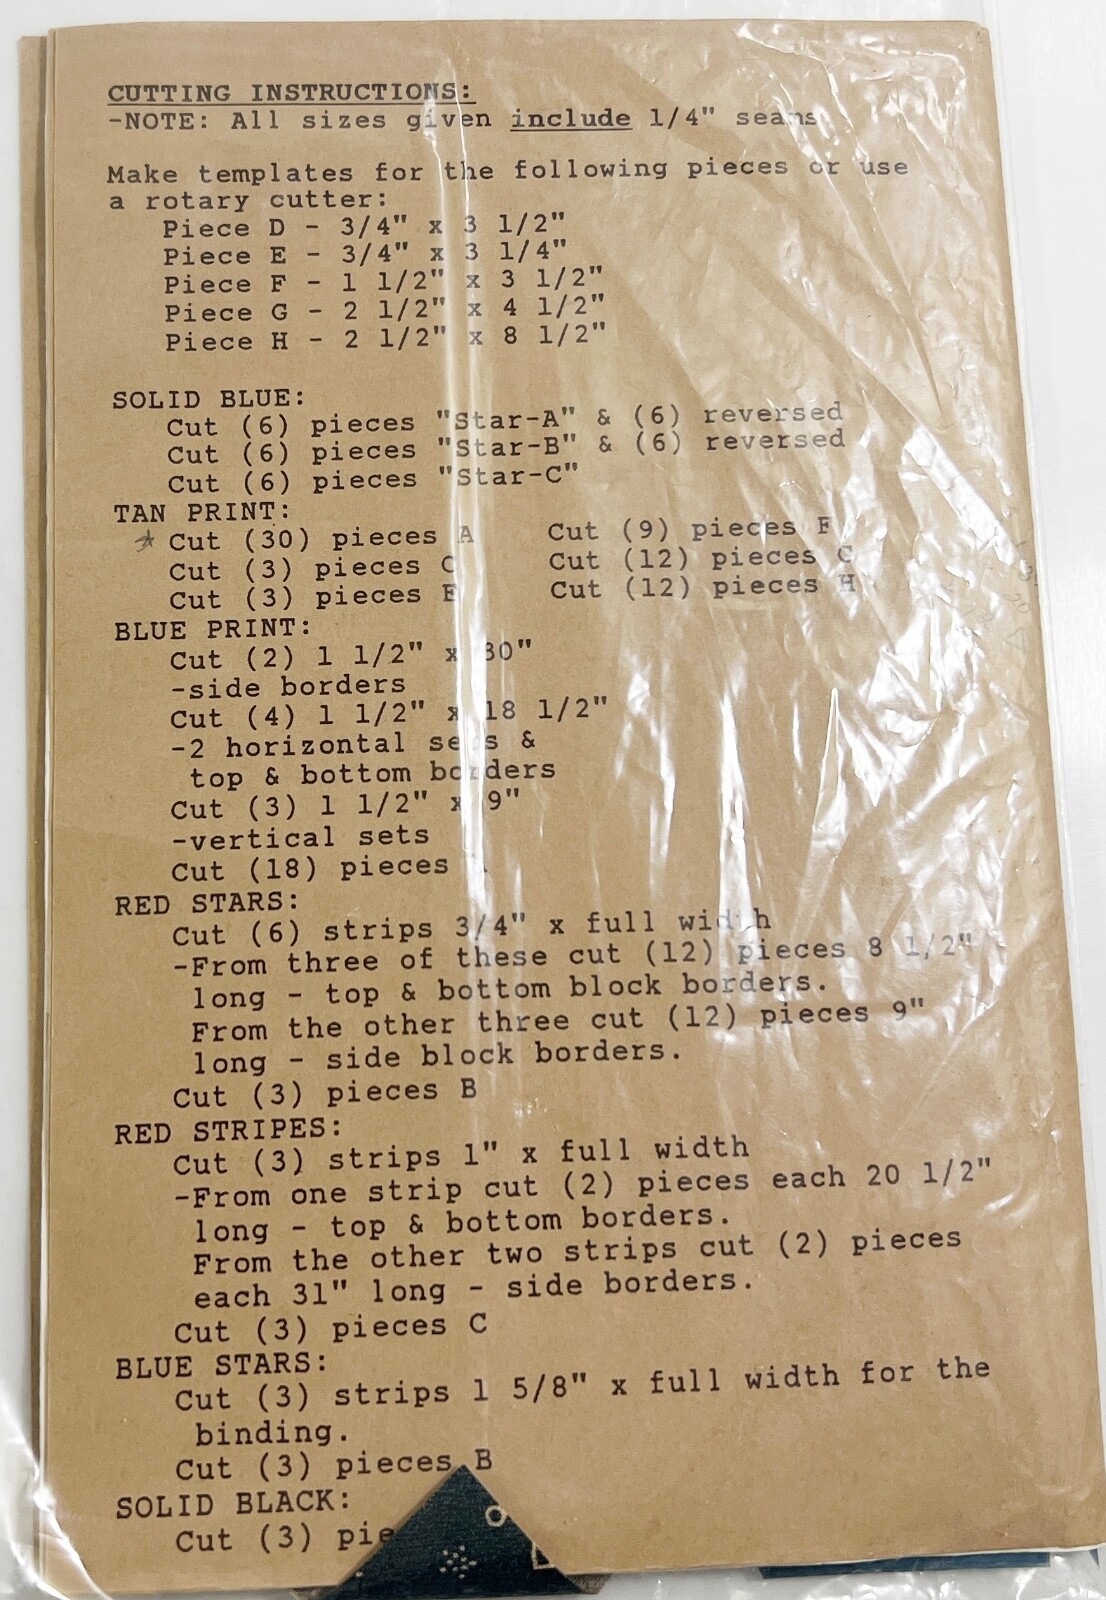 CUTTING INSTRUCTIONS:
-NOTE: All sizes given include 1/4" seams
Make templates for the following pieces or use
a rotary cutter:
Piece D - 3/4" x 3 1/2"
Piece E - 3/4" x 3 1/4"
Piece F - 1 1/2" x 3 1/2"
Piece G - 2 1/2" x 4 1/2"
Piece H - 2 1/2" x 8 1/2"
SOLID BLUE:
Cut (6) pieces "Star-A" & (6) reversed
Cut (6) pieces "Star-B" & (6) reversed
Cut (6) pieces "Star-C"
TAN PRINT:
Cut (30) pieces A Cut (9) pieces F
Cut (3) pieces C Cut (12) pieces
Cut (3) pieces E Cut (12) pieces H
BLUE PRINT:
Cut (2) 1 1/2" x 30"
-side borders
Cut (4) 1 1/2" x 18 1/2"
-2 horizontal sets &
top & bottom borders
Cut (3) 1 1/2" x 9"
-vertical sets
Cut (18) pieces
RED STARS:
Cut (6) strips 3/4" x full width
-From three of these cut (12) pieces 8 1/2"
long - top & bottom block borders.
From the other three cut (12) pieces 9"
long - side block borders.
Cut (3) pieces B
RED STRIPES:
Cut (3) strips 1" x full width
-From one strip cut (2) pieces each 20 1/2"
long - top & bottom borders.
From the other two strips cut (2) pieces
each 31" long - side borders.
Cut (3) pieces C
BLUE STARS:
Cut (3) strips 1 5/8" x full width for the
binding.
Cut (3) pieces B
SOLID BLACK:
Cut (3) pie